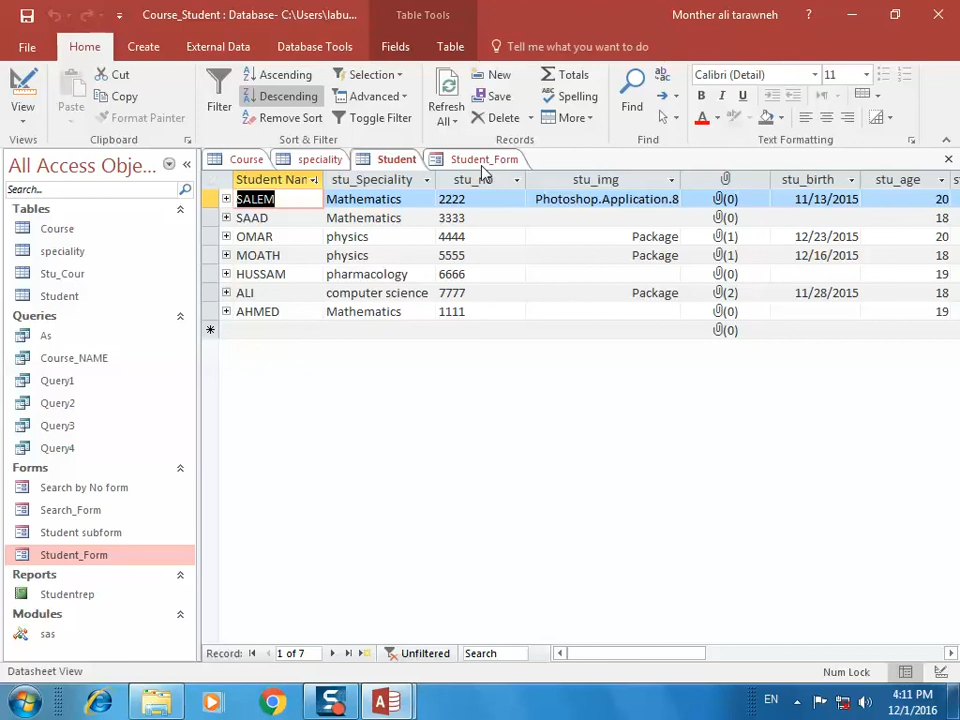 Course_Student : Database- C:\Users\labu... Table Tools Monther ali tarawneh ?
File Home Create External Data Database Tools Fields Table Tell me what you want to do
View Paste Cut Copy Format Painter
Filter Ascending Descending Remove Sort Selection Advanced Toggle Filter
Refresh All New Save Delete Totals Spelling More
Find Calibri (Detail) 11
B I U A
Views Clipboard Sort & Filter Records Find Text Formatting
All Access Obje...
Search...
Tables
Course
speciality
Stu_Cour
Student
Queries
As
Course_NAME
Query1
Query2
Query3
Query4
Forms
Search by No form
Search_Form
Student subform
Student_Form
Reports
Studentrep
Modules
sas
Course speciality Student Student_Form
Student Nam stu_Speciality stu_no stu_img stu_birth stu_age st
SALEM Mathematics 2222 Photoshop.Application.8 (0) 11/13/2015 20
SAAD Mathematics 3333 (0) 18
OMAR physics 4444 Package (1) 12/23/2015 20
MOATH physics 5555 Package (1) 12/16/2015 18
HUSSAM pharmacology 6666 (0) 19
ALI computer science 7777 Package (2) 11/28/2015 18
AHMED Mathematics 1111 (0) 19
(0)
Record: 1 of 7 Unfiltered Search
Datasheet View Num Lock
EN 4:11 PM
12/1/2016